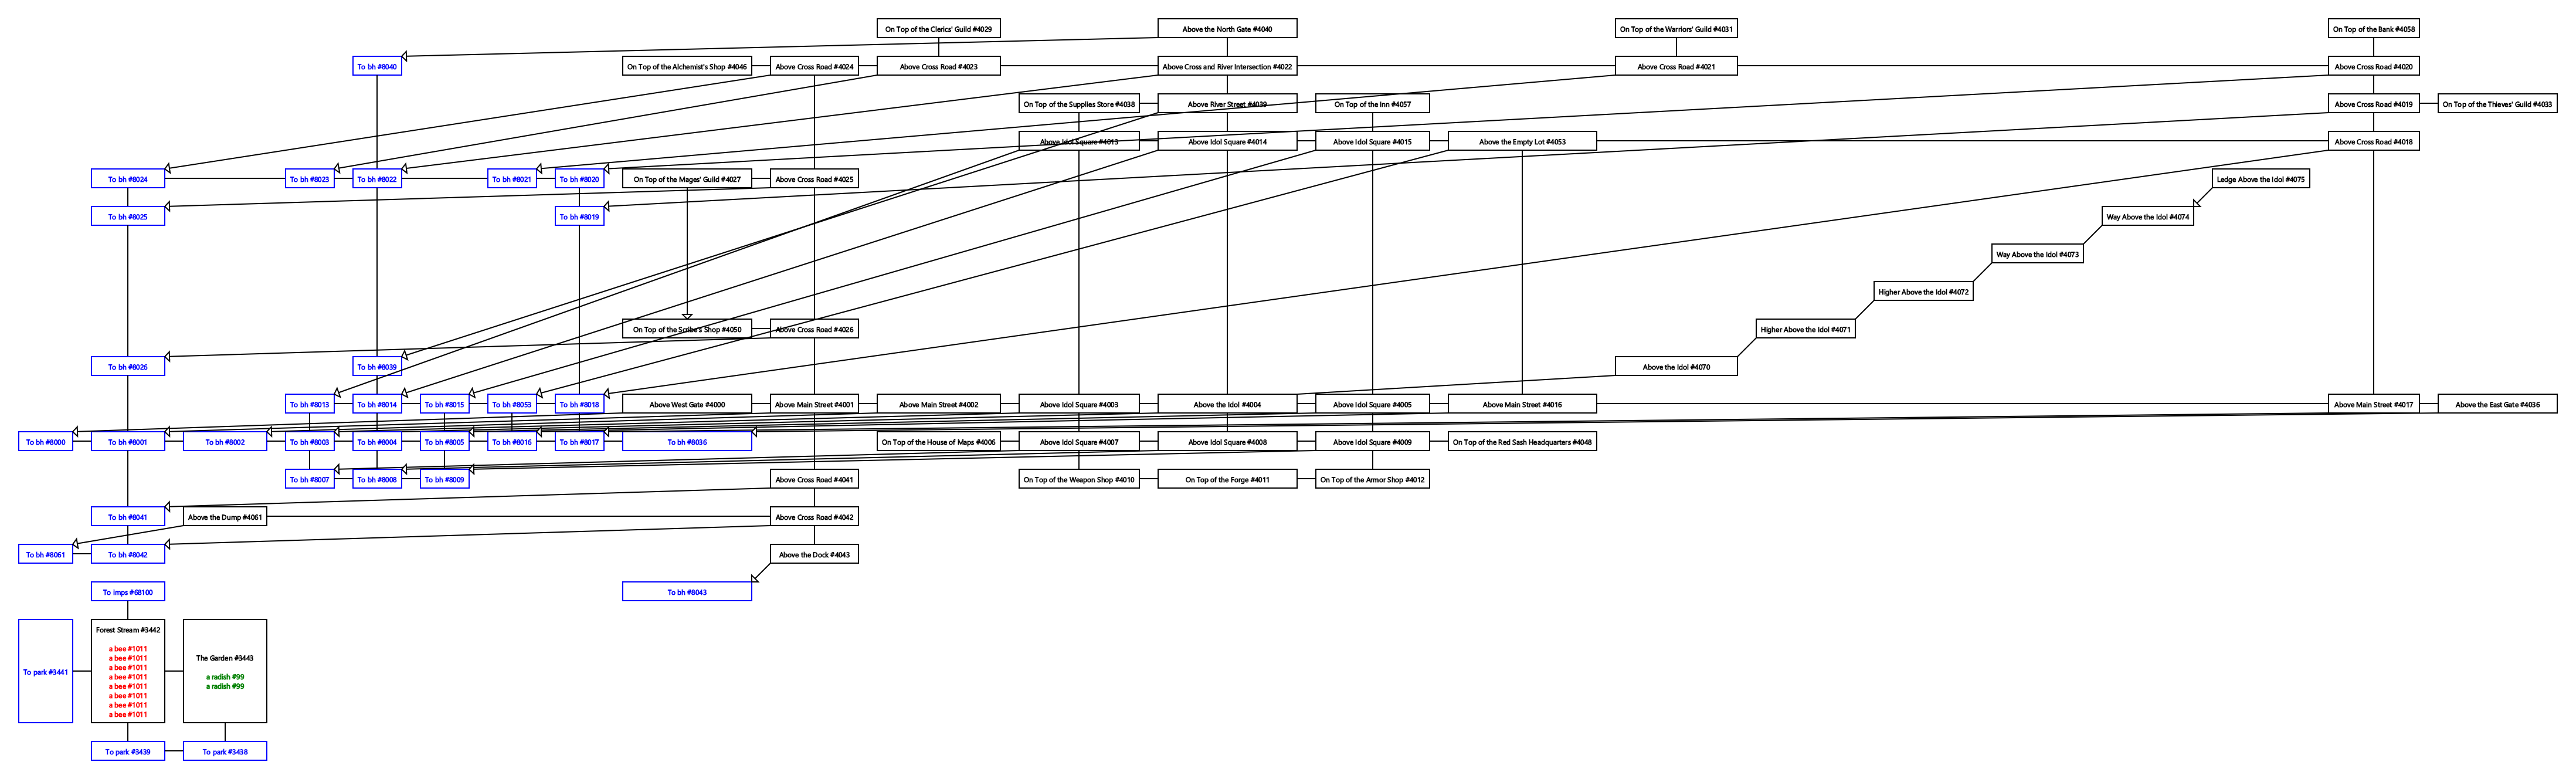 On Top of the Clerics' Guild #4029
Above the North Gate #4040
On Top of the Warriors' Guild #4031
On Top of the Bank #4058
To bh #8040
On Top of the Alchemist's Shop #4046
Above Cross Road #4024
Above Cross Road #4023
Above Cross and River Intersection #4022
Above Cross Road #4021
Above Cross Road #4020
On Top of the Supplies Store #4038
Above River Street #4039
On Top of the Inn #4057
Above Cross Road #4019
On Top of the Thieves' Guild #4033
Above Idol Square #4013
Above Idol Square #4014
Above Idol Square #4015
Above the Empty Lot #4053
Above Cross Road #4018
To bh #8024
To bh #8023
To bh #8022
To bh #8021
To bh #8020
On Top of the Mages' Guild #4027
Above Cross Road #4025
Ledge Above the Idol #4075
To bh #8025
To bh #8019
Way Above the Idol #4074
Way Above the Idol #4073
Higher Above the Idol #4072
On Top of the Scribe's Shop #4050
Above Cross Road #4026
Higher Above the Idol #4071
To bh #8026
To bh #8039
Above the Idol #4070
To bh #8013
To bh #8014
To bh #8015
To bh #8053
To bh #8018
Above West Gate #4000
Above Main Street #4001
Above Main Street #4002
Above Idol Square #4003
Above the Idol #4004
Above Idol Square #4005
Above Main Street #4016
Above Main Street #4017
Above the East Gate #4036
To bh #8000
To bh #8001
To bh #8002
To bh #8003
To bh #8004
To bh #8005
To bh #8016
To bh #8017
To bh #8036
On Top of the House of Maps #4006
Above Idol Square #4007
Above Idol Square #4008
Above Idol Square #4009
On Top of the Red Sash Headquarters #4048
To bh #8007
To bh #8008
To bh #8009
Above Cross Road #4041
On Top of the Weapon Shop #4010
On Top of the Forge #4011
On Top of the Armor Shop #4012
To bh #8041
Above the Dump #4061
Above Cross Road #4042
To bh #8061
To bh #8042
Above the Dock #4043
To imps #68100
To bh #8043
To park #3441
Forest Stream #3442
a bee #1011
a bee #1011
a bee #1011
a bee #1011
a bee #1011
a bee #1011
a bee #1011
a bee #1011
The Garden #3443
a radish #99
a radish #99
To park #3439
To park #3438